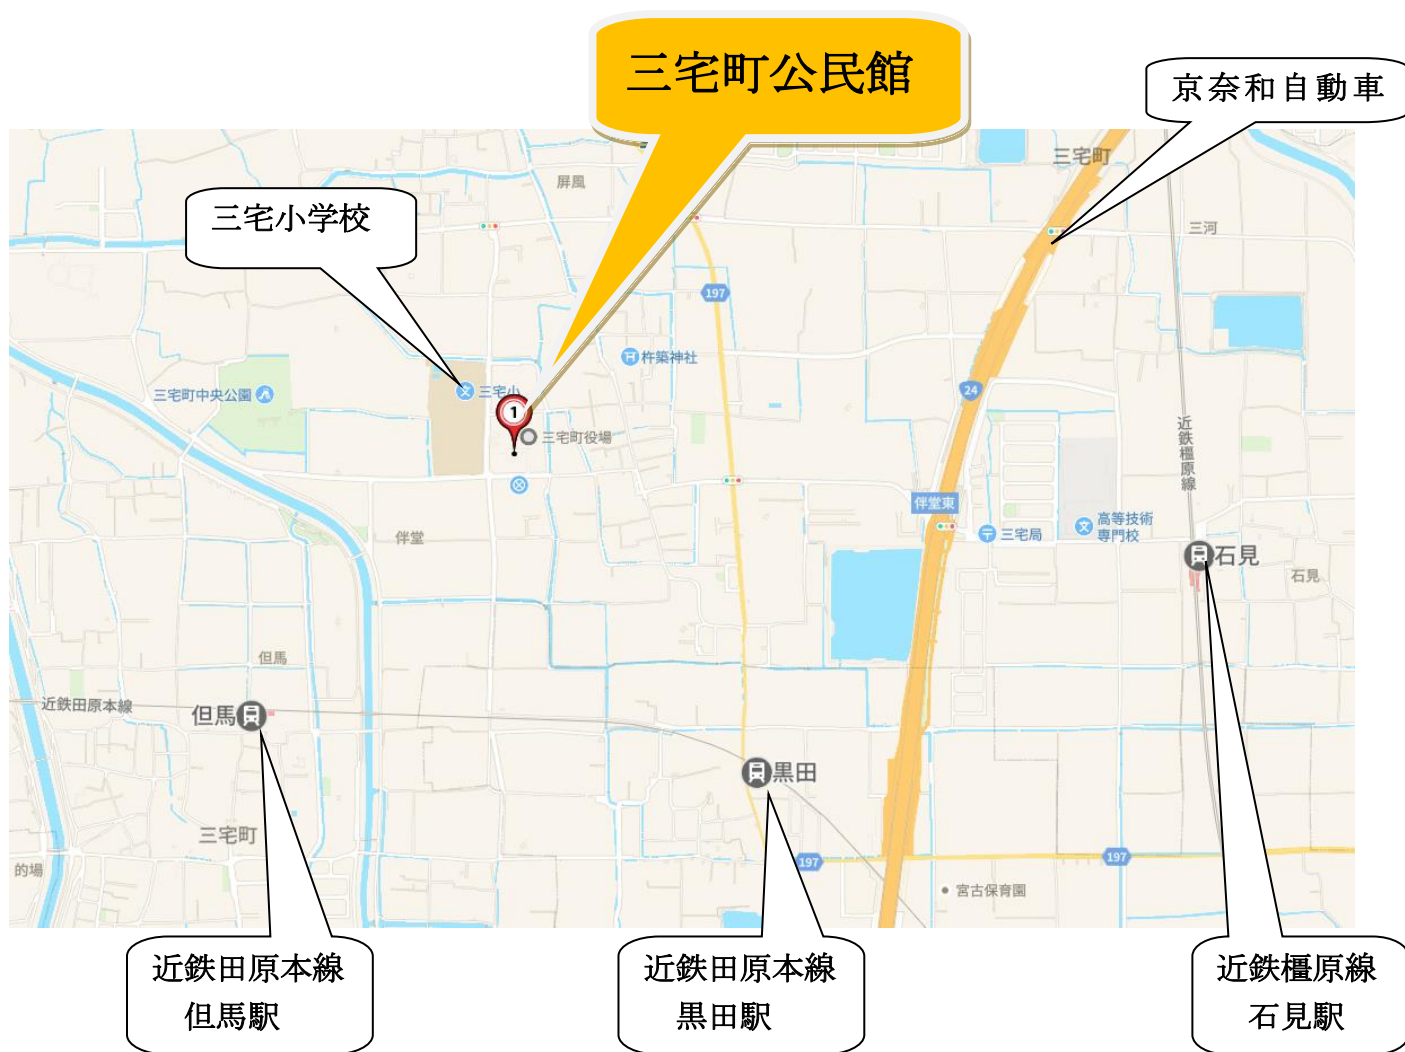 三宅町公民館
京奈和自動車
三宅町
屏風
三宅小学校
三河
197
杵築神社
三宅町中央公園
三宅小
24
1
三宅町役場
近鉄橿原線
伴堂東
高等技術
専門校
三宅局
伴堂
石見
石見
但馬
近鉄田原本線
但馬
黒田
三宅町
197
197
的場
宮古保育園
近鉄田原本線
但馬駅
近鉄田原本線
黒田駅
近鉄橿原線
石見駅